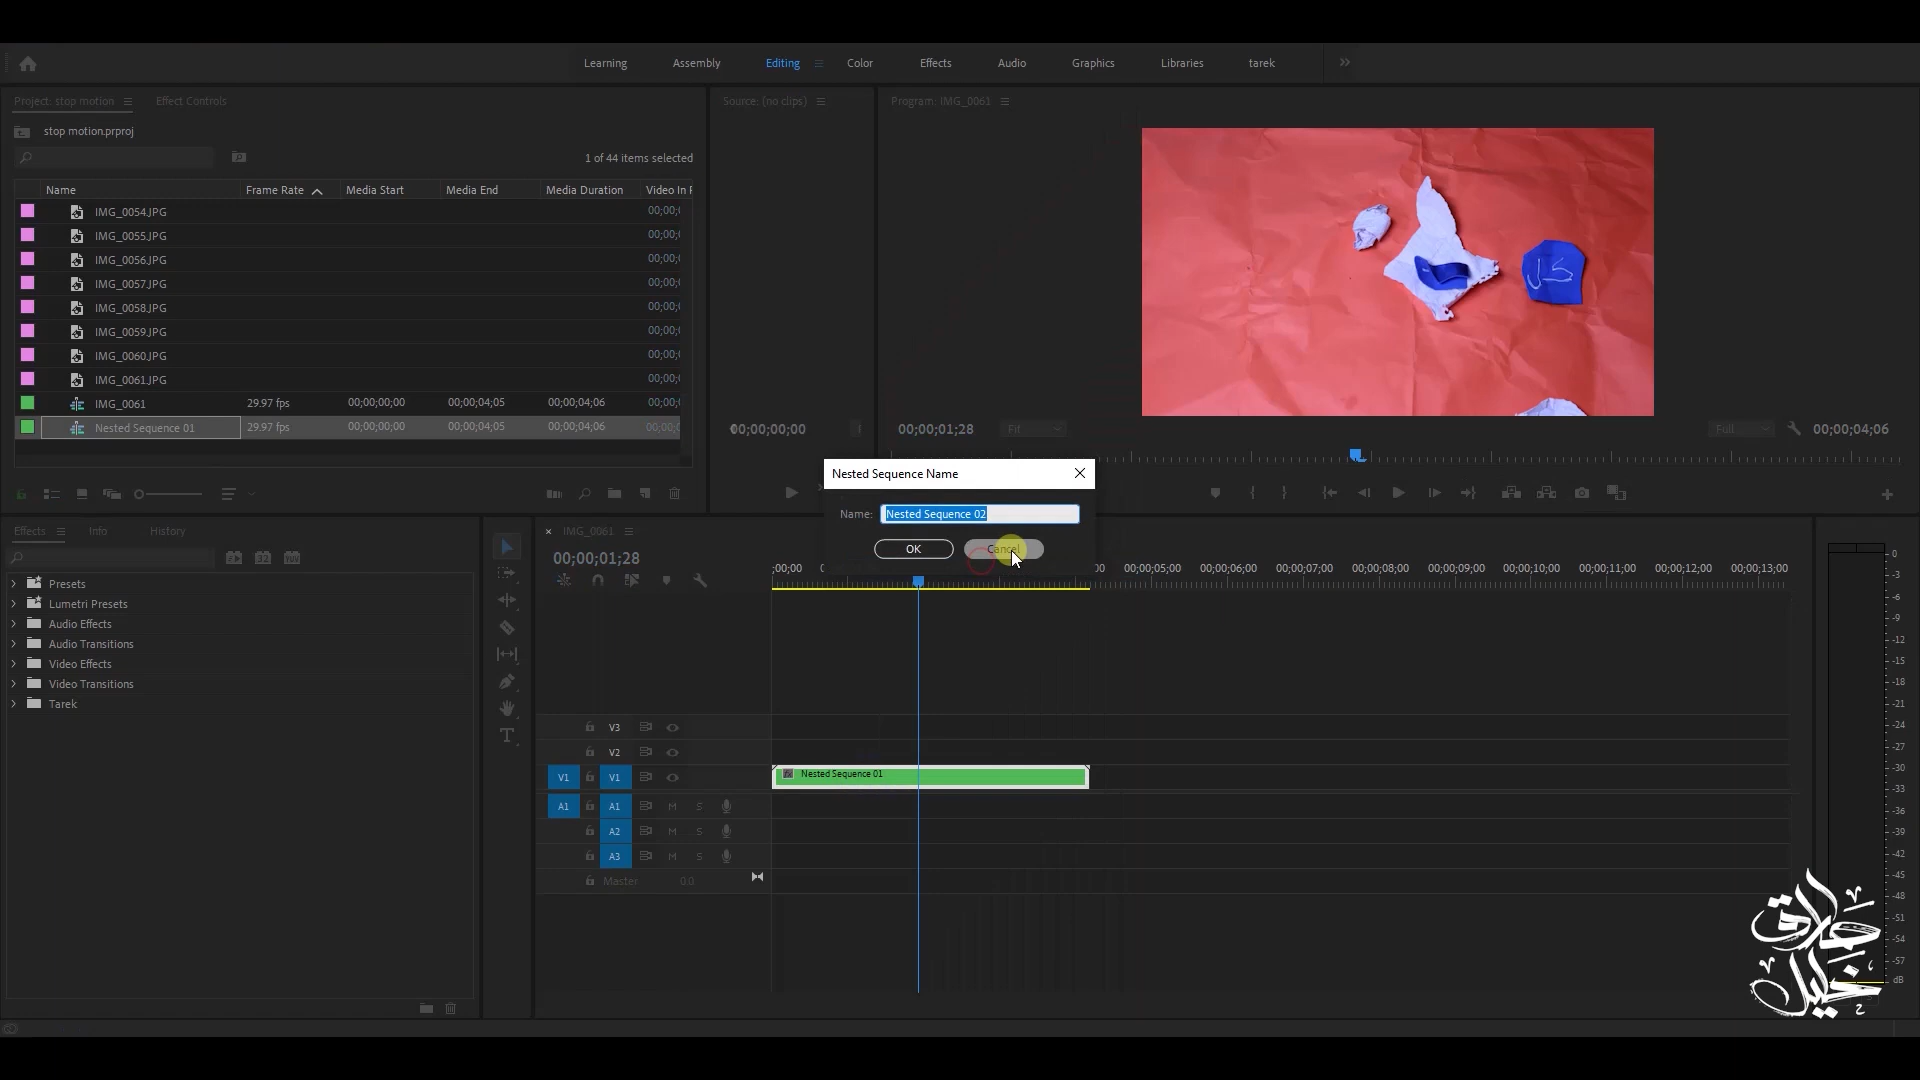 Learning
Assembly
Editing
Color
Effects
Audio
Graphics
Libraries
tarek
Project: stop motion
Effect Controls
Source: (no clips)
Program: IMG_0061
stop motion.prproj
1 of 44 items selected
Name
Frame Rate
Media Start
Media End
Media Duration
Video In P
IMG_0054.JPG
00;00;(
IMG_0055.JPG
00;00;(
IMG_0056.JPG
00;00;(
IMG_0057.JPG
00;00;(
IMG_0058.JPG
00;00;(
IMG_0059.JPG
00;00;(
IMG_0060.JPG
00;00;(
IMG_0061.JPG
00;00;(
IMG_0061 29.97 fps 00;00;00;00 00;00;04;05 00;00;04;06 00;00;(
Nested Sequence 01 29.97 fps 00;00;00;00 00;00;04;05 00;00;04;06 00;00;(
00;00;00;00
00;00;01;28
Fit
Full
00;00;04;06
Nested Sequence Name
Name: Nested Sequence 02
OK
Cancel
Effects
Info
History
Presets
Lumetri Presets
Audio Effects
Audio Transitions
Video Effects
Video Transitions
Tarek
IMG_0061
00;00;01;28
;00;00
00
00;00;05;00
00;00;06;00
00;00;07;00
00;00;08;00
00;00;09;00
00;00;10;00
00;00;11;00
00;00;12;00
00;00;13;00
V3
V2
V1 V1
Nested Sequence 01
A1 A1 M S
A2 M S
A3 M S
Master 0.0
0
-3
-6
-9
-12
-15
-18
-21
-24
-27
-30
-33
-36
-39
-42
-45
-48
-51
-54
-57
dB